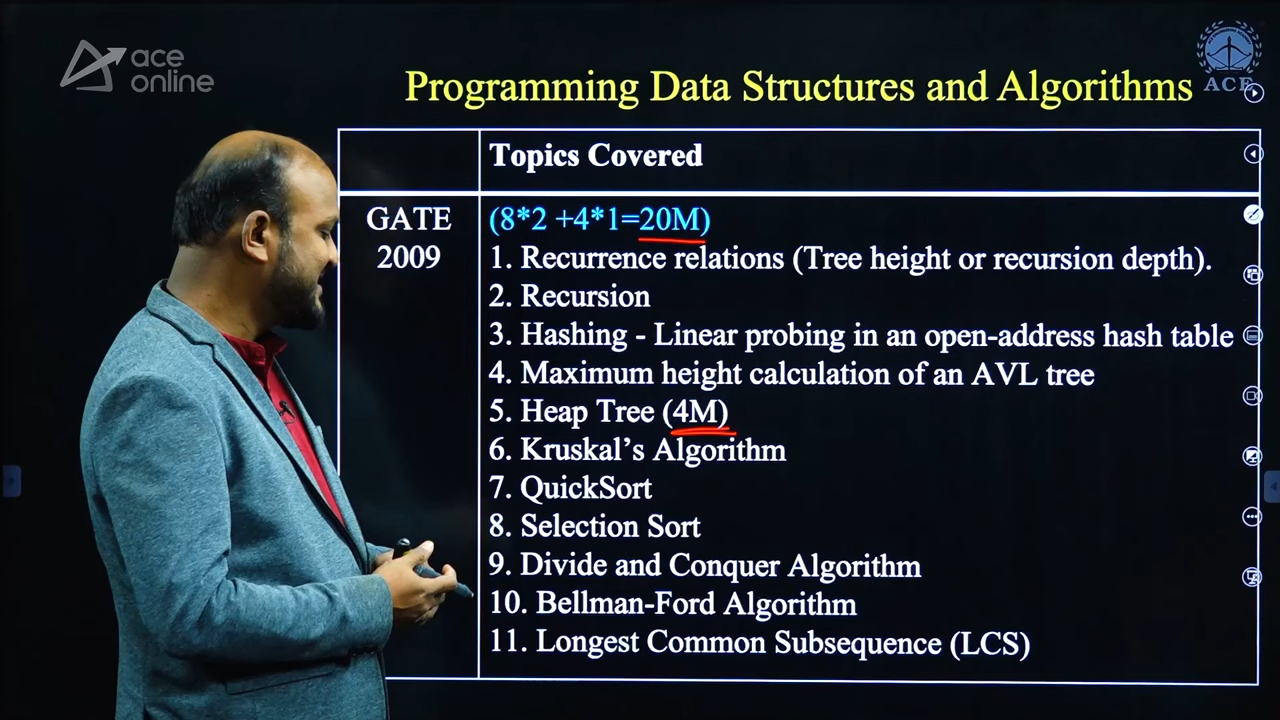 ace
online
ACE
Programming Data Structures and Algorithms
Topics Covered
GATE
2009
(8*2 +4*1=20M)
1. Recurrence relations (Tree height or recursion depth).
2. Recursion
3. Hashing - Linear probing in an open-address hash table
4. Maximum height calculation of an AVL tree
5. Heap Tree (4M)
6. Kruskal’s Algorithm
7. QuickSort
8. Selection Sort
9. Divide and Conquer Algorithm
10. Bellman-Ford Algorithm
11. Longest Common Subsequence (LCS)